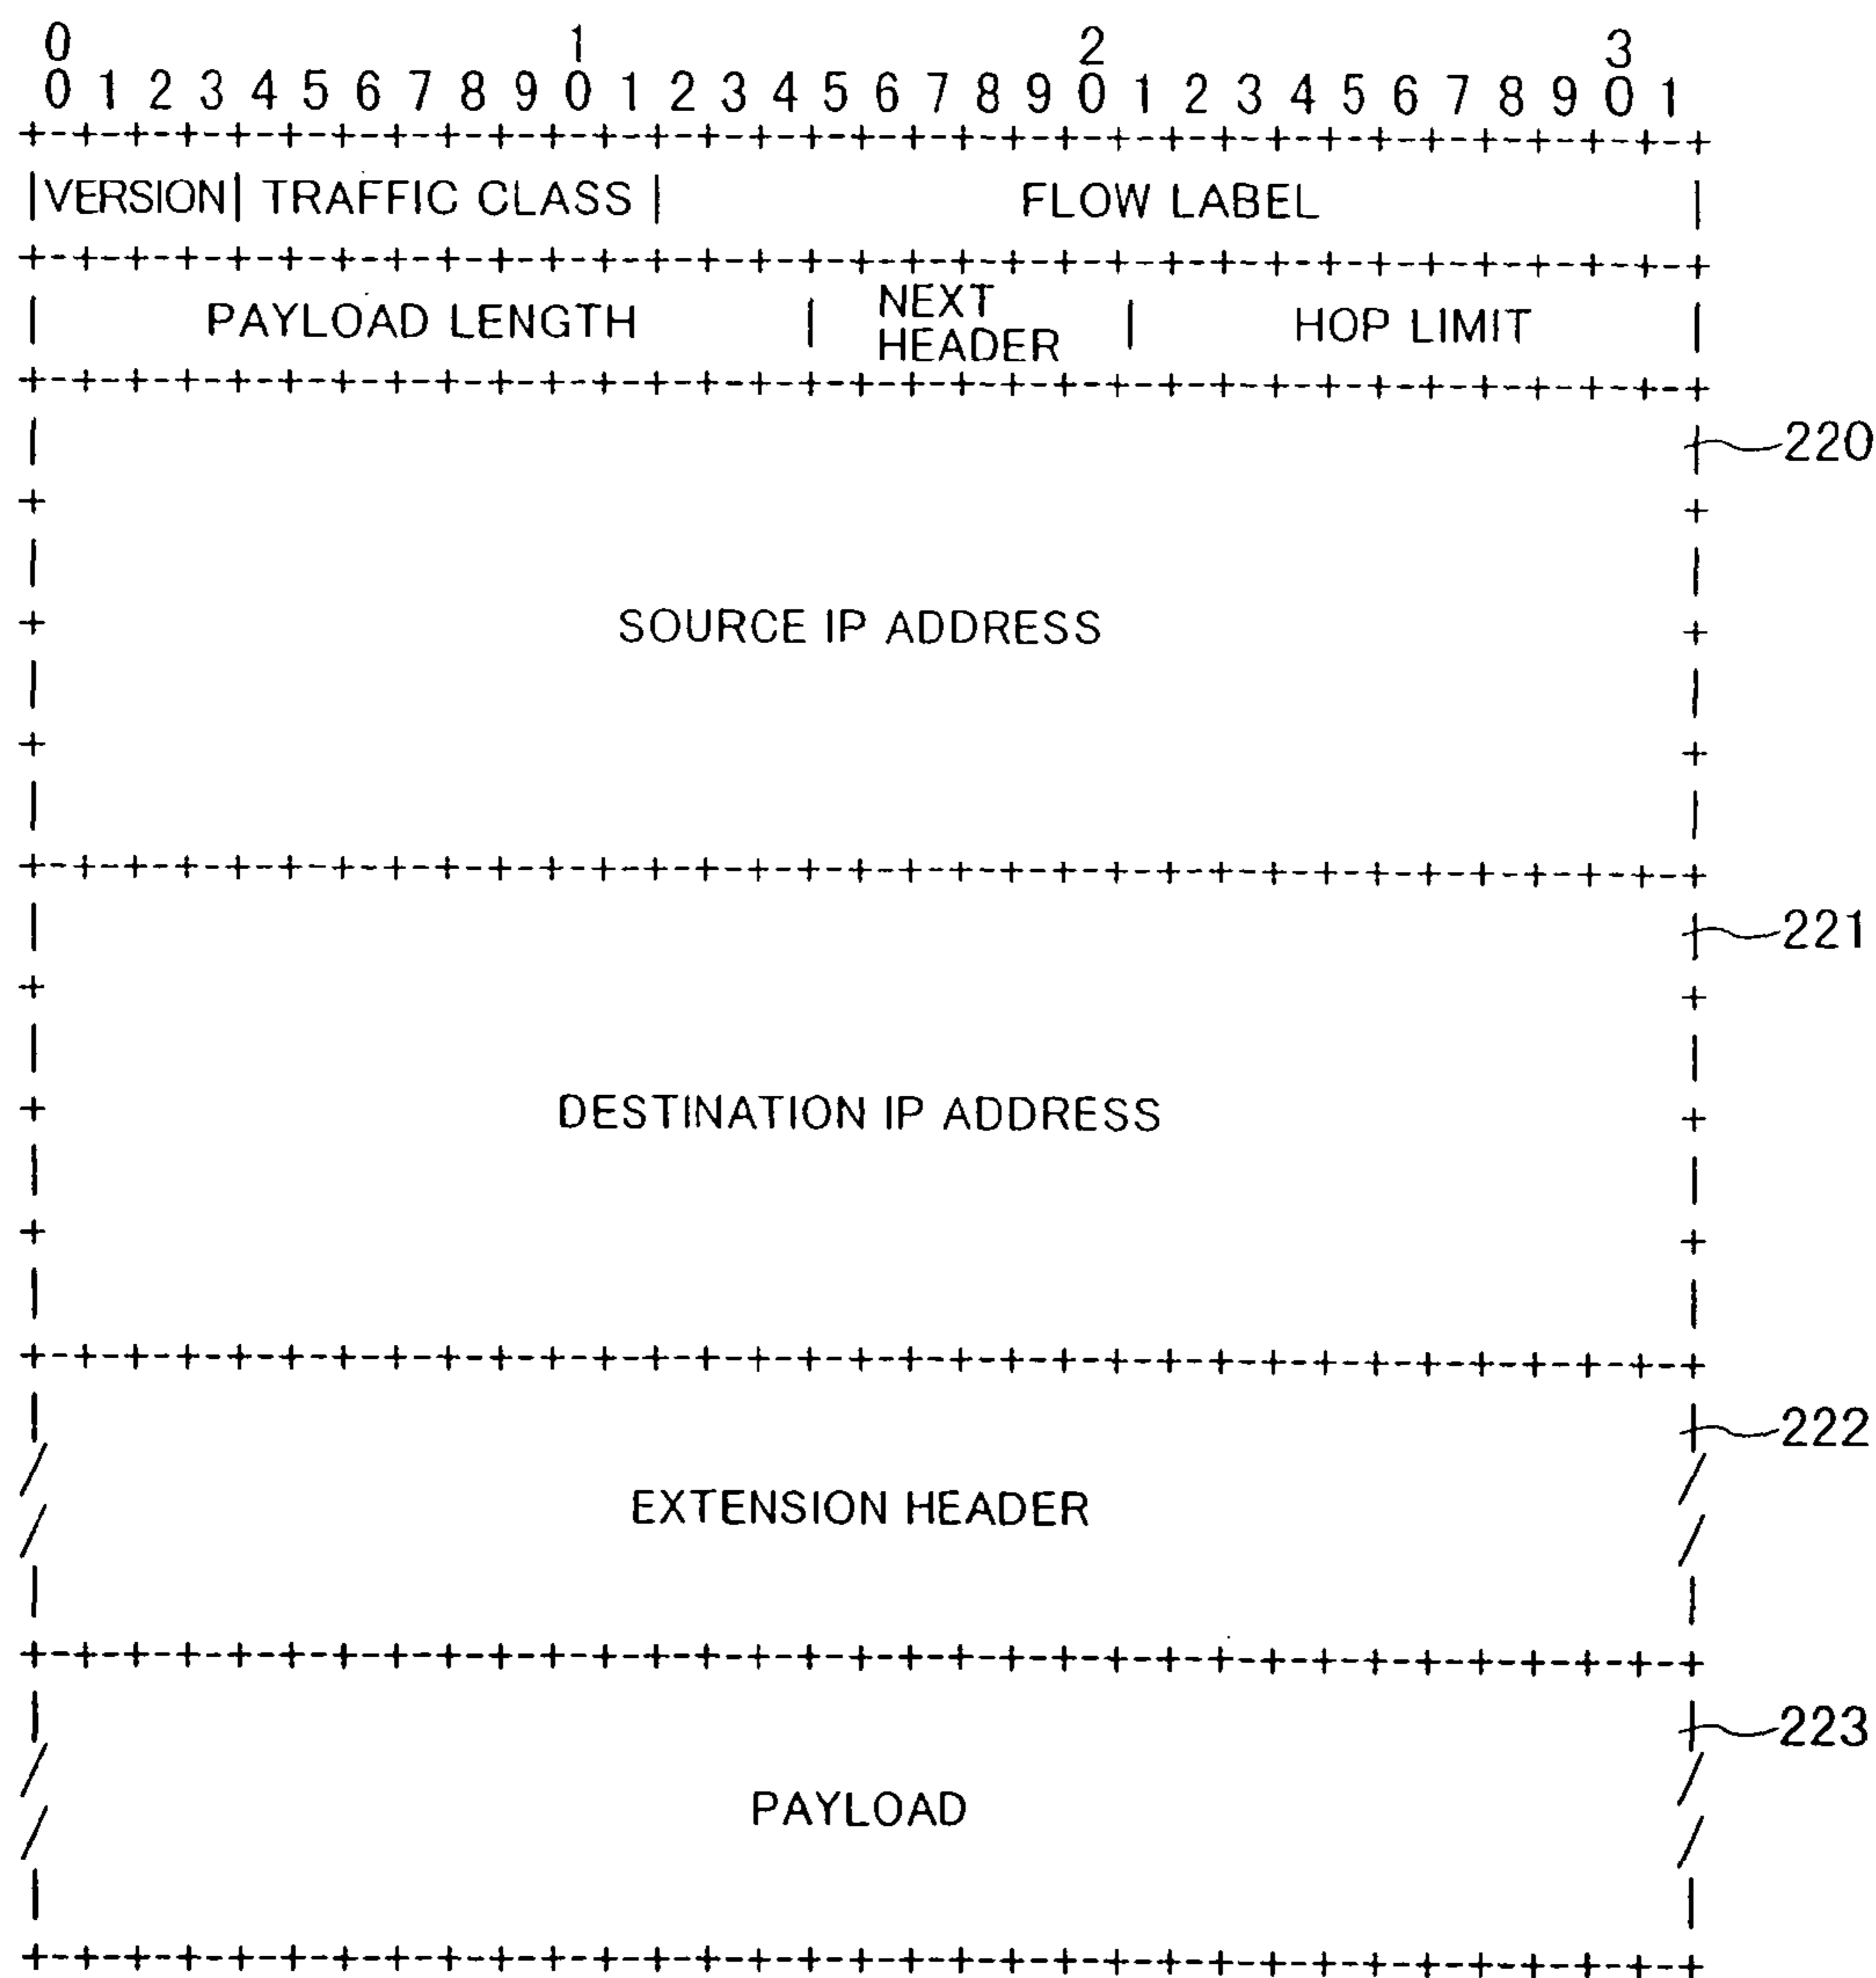 0 1 2 3
0 1 2 3 4 5 6 7 8 9 0 1 2 3 4 5 6 7 8 9 0 1 2 3 4 5 6 7 8 9 0 1
+-+-+-+-+-+-+-+-+-+-+-+-+-+-+-+-+-+-+-+-+-+-+-+-+-+-+-+-+-+-+-+-+
|VERSION| TRAFFIC CLASS | FLOW LABEL |
+-+-+-+-+-+-+-+-+-+-+-+-+-+-+-+-+-+-+-+-+-+-+-+-+-+-+-+-+-+-+-+-+
| PAYLOAD LENGTH | NEXT HEADER | HOP LIMIT |
+-+-+-+-+-+-+-+-+-+-+-+-+-+-+-+-+-+-+-+-+-+-+-+-+-+-+-+-+-+-+-+-+
220
SOURCE IP ADDRESS
+-+-+-+-+-+-+-+-+-+-+-+-+-+-+-+-+-+-+-+-+-+-+-+-+-+-+-+-+-+-+-+-+
221
DESTINATION IP ADDRESS
+-+-+-+-+-+-+-+-+-+-+-+-+-+-+-+-+-+-+-+-+-+-+-+-+-+-+-+-+-+-+-+-+
222
EXTENSION HEADER
+-+-+-+-+-+-+-+-+-+-+-+-+-+-+-+-+-+-+-+-+-+-+-+-+-+-+-+-+-+-+-+-+
223
PAYLOAD
+-+-+-+-+-+-+-+-+-+-+-+-+-+-+-+-+-+-+-+-+-+-+-+-+-+-+-+-+-+-+-+-+